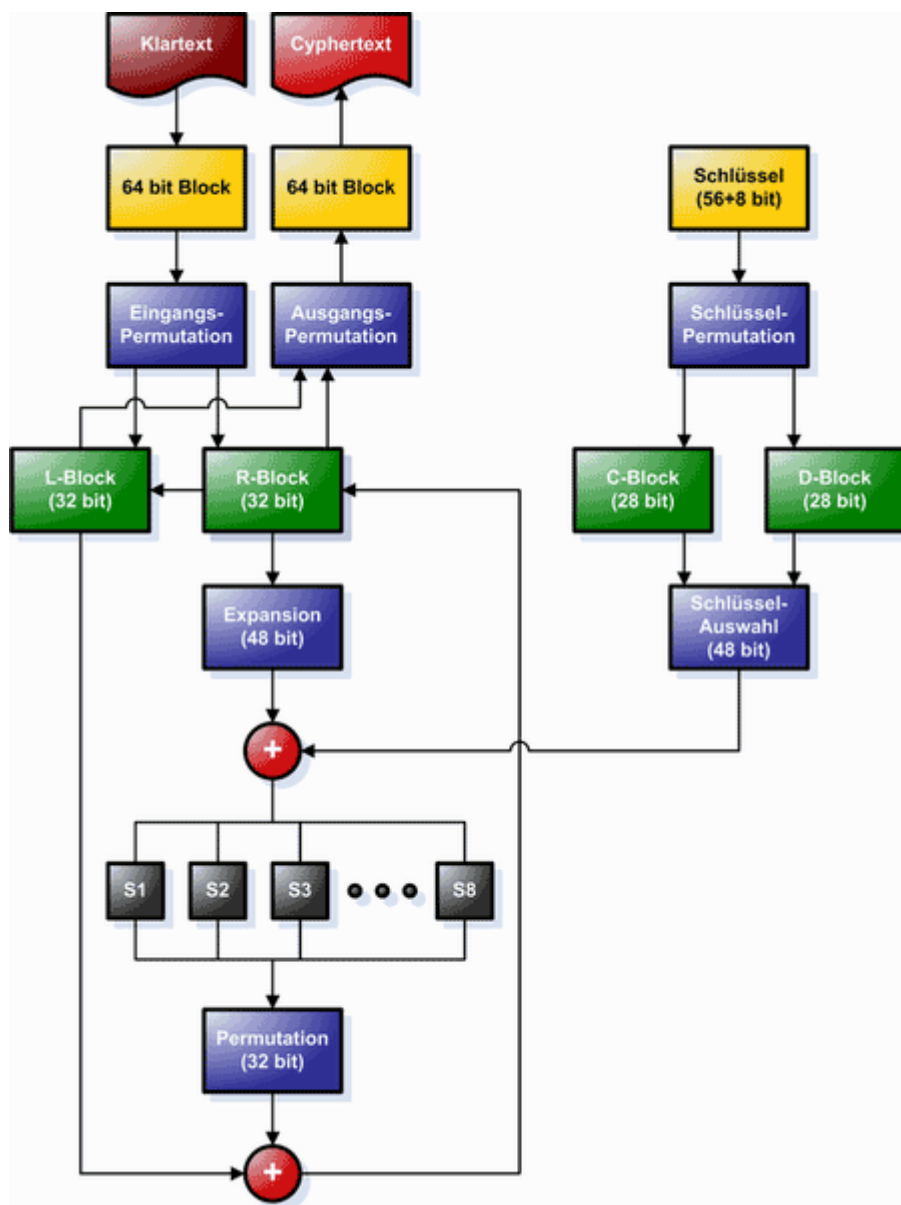 Klartext
Cyphertext
64 bit Block
64 bit Block
Schlüssel
(56+8 bit)
Eingangs-
Permutation
Ausgangs-
Permutation
Schlüssel-
Permutation
L-Block
(32 bit)
R-Block
(32 bit)
C-Block
(28 bit)
D-Block
(28 bit)
Expansion
(48 bit)
Schlüssel-
Auswahl
(48 bit)
+
S1
S2
S3
S8
Permutation
(32 bit)
+